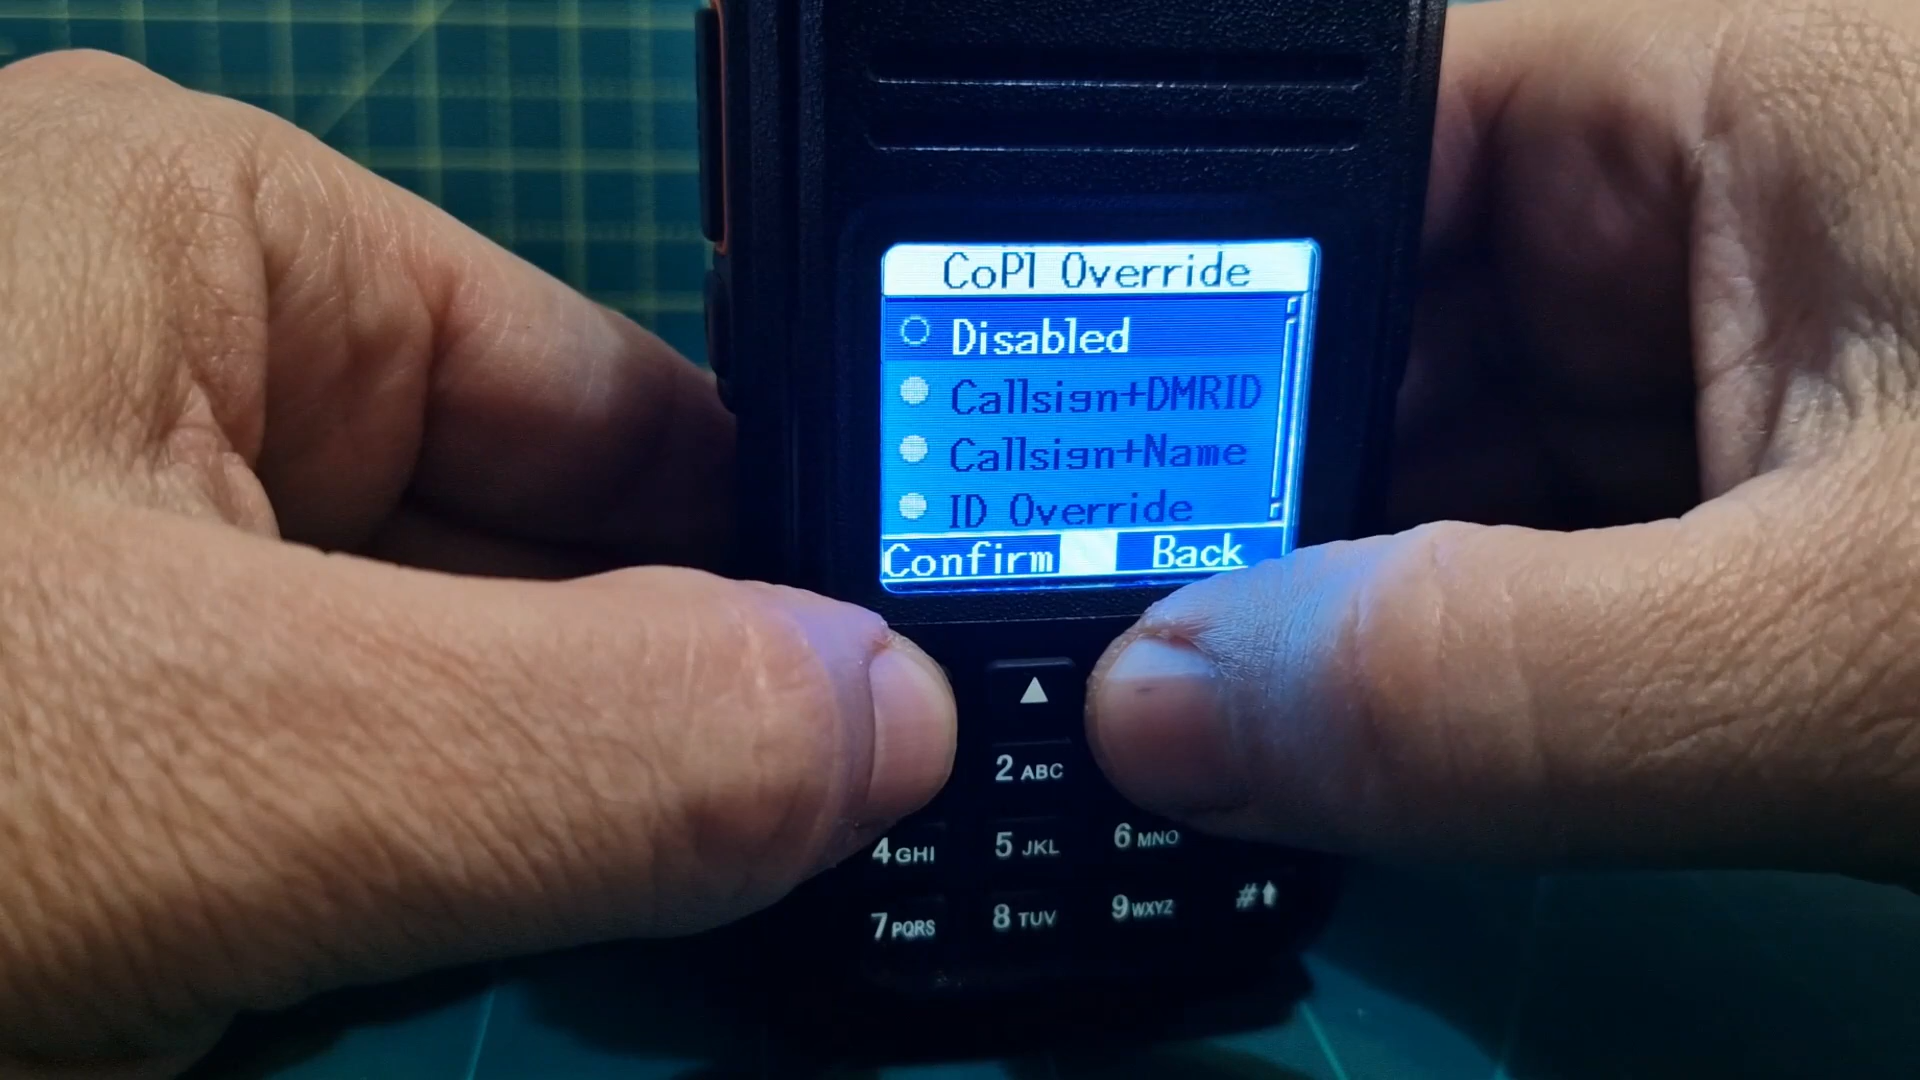 CoPl Override
Disabled
Callsign+DMRID
Callsign+Name
ID Override
Confirm Back
2 ABC
4 GHI 5 JKL 6 MNO
7 PQRS 8 TUV 9 WXYZ #